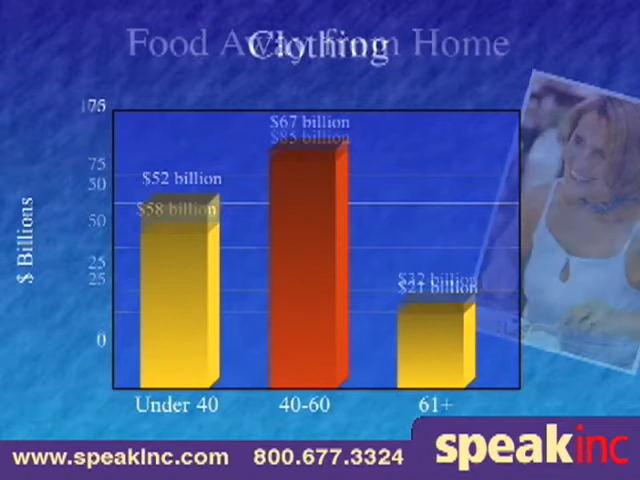 Food Away from Home
Clothing
$67 billion
$85 billion
75
$52 billion
75
50
$58 billion
50
$ Billions
25
$32 billion
25
$21 billion
0
Under 40 40-60 61+
www.speakInc.com 800.677.3324
speakinc